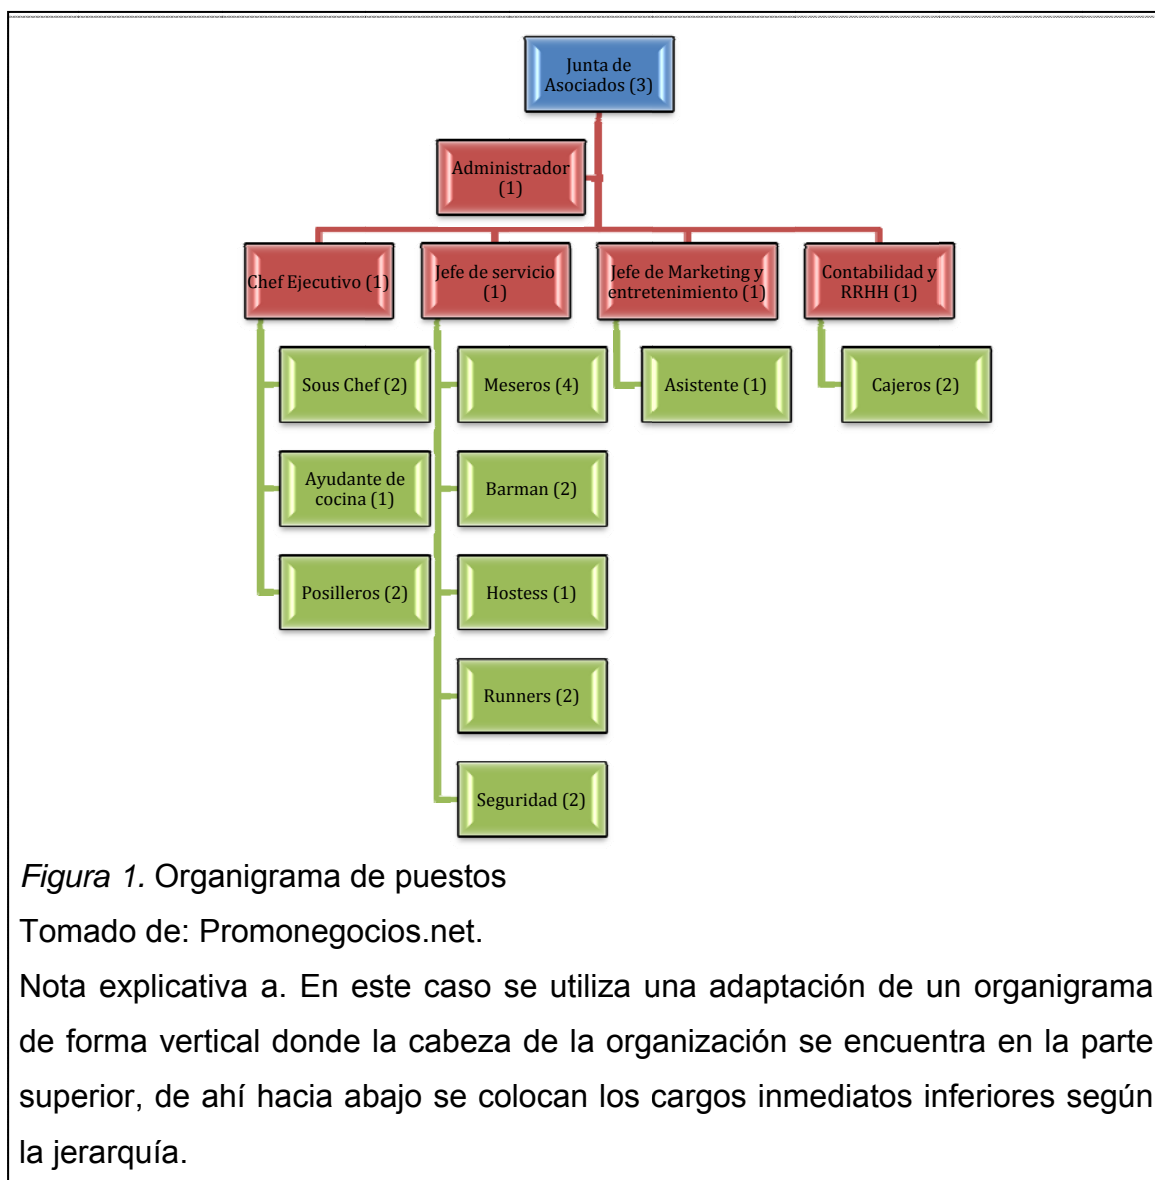 Junta de
Asociados (3)
Administrador
(1)
Chef Ejecutivo (1)
Jefe de servicio
(1)
Jefe de Marketing y
entretenimiento (1)
Contabilidad y
RRHH (1)
Sous Chef (2)
Meseros (4)
Asistente (1)
Cajeros (2)
Ayudante de
cocina (1)
Barman (2)
Posilleros (2)
Hostess (1)
Runners (2)
Seguridad (2)
Figura 1. Organigrama de puestos
Tomado de: Promonegocios.net.
Nota explicativa a. En este caso se utiliza una adaptación de un organigrama
de forma vertical donde la cabeza de la organización se encuentra en la parte
superior, de ahí hacia abajo se colocan los cargos inmediatos inferiores según
la jerarquía.